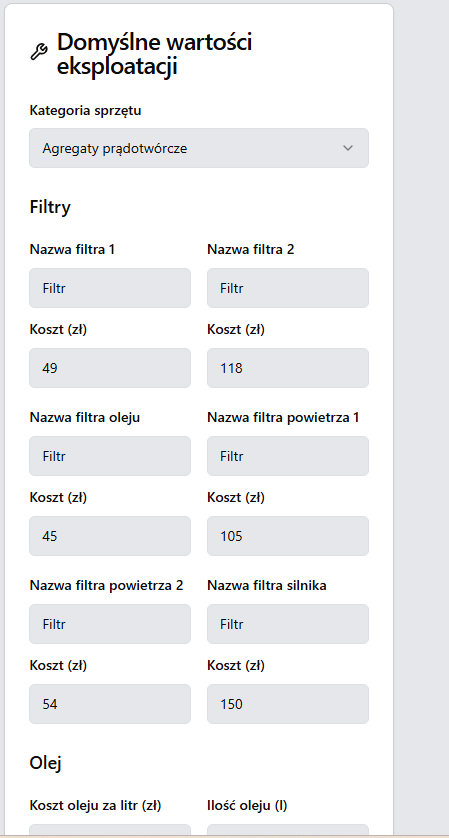 Domyślne wartości
eksploatacji
Kategoria sprzętu
Agregaty prądotwórcze
Filtry
Nazwa filtra 1
Nazwa filtra 2
Filtr
Filtr
Koszt (zł)
Koszt (zł)
49
118
Nazwa filtra oleju
Nazwa filtra powietrza 1
Filtr
Filtr
Koszt (zł)
Koszt (zł)
45
105
Nazwa filtra powietrza 2
Nazwa filtra silnika
Filtr
Filtr
Koszt (zł)
Koszt (zł)
54
150
Olej
Koszt oleju za litr (zł)
Ilość oleju (l)